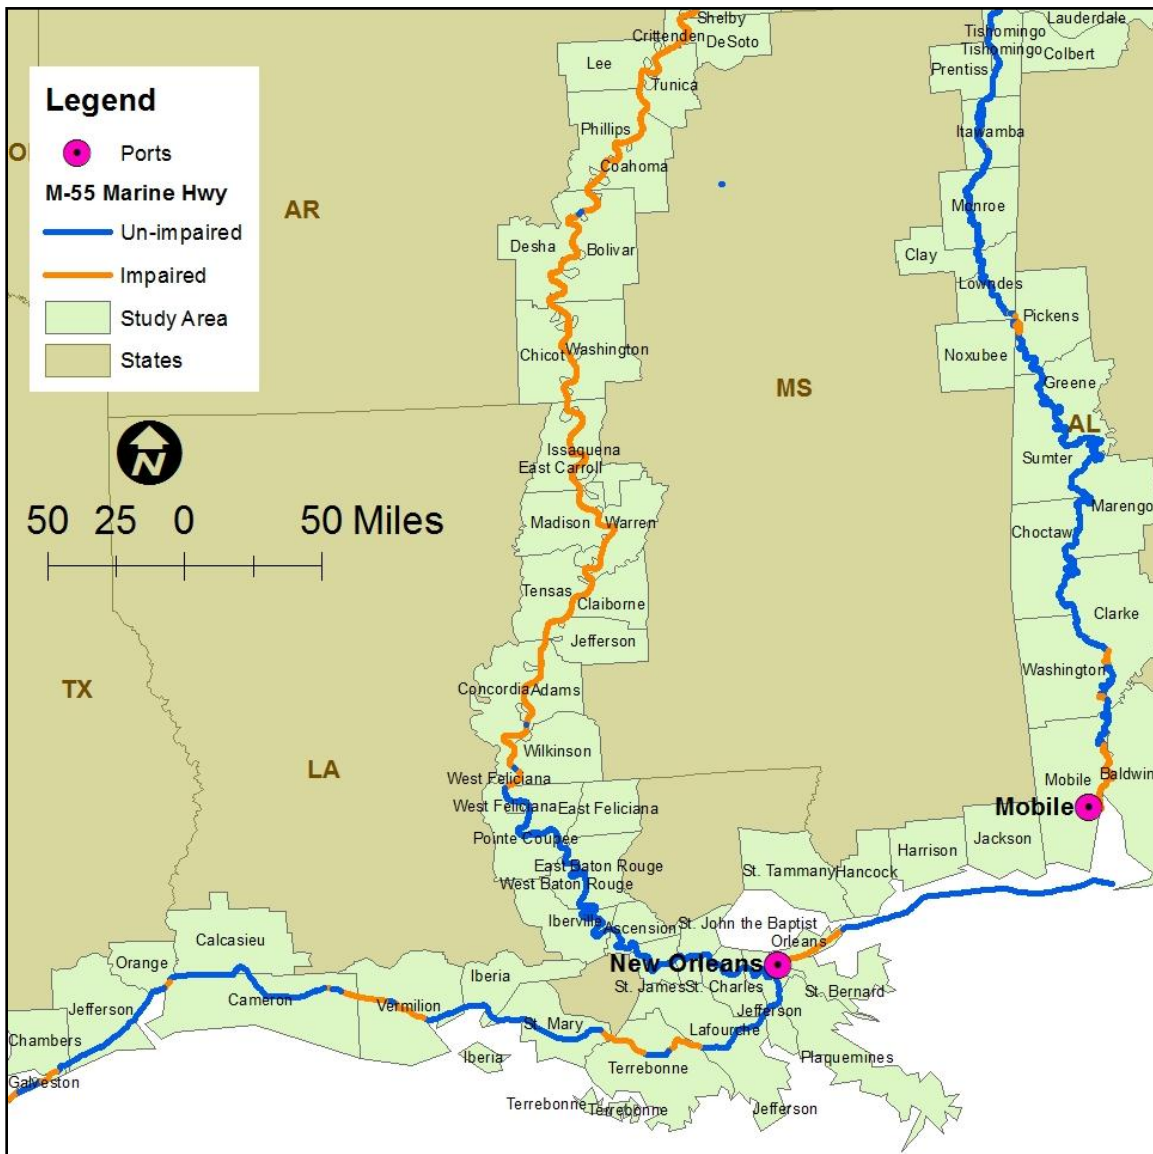 Legend
Ports
M-55 Marine Hwy
Un-impaired
Impaired
Study Area
States
50 25 0 50 Miles
N
AR
MS
AL
TX
LA
Shelby
Crittenden
DeSoto
Lee
Tunica
Phillips
Coahoma
Desha
Bolivar
Chicot
Washington
Issaquena
East Carroll
Madison
Warren
Tensas
Claiborne
Jefferson
Concordia
Adams
Wilkinson
West Feliciana
West Feliciana
East Feliciana
Pointe Coupee
East Baton Rouge
West Baton Rouge
Iberville
Ascension
St. John the Baptist
St. Tammany
Hancock
Harrison
Jackson
Orleans
New Orleans
St. James
St. Charles
St. Bernard
Jefferson
Lafourche
Plaquemines
Terrebonne
Terrebonne
Terrebonne
Jefferson
St. Mary
Iberia
Iberia
Vermilion
Cameron
Calcasieu
Orange
Jefferson
Chambers
Galveston
Lauderdale
Tishomingo
Tishomingo
Colbert
Prentiss
Itawamba
Monroe
Clay
Lowndes
Pickens
Noxubee
Greene
Sumter
Marengo
Choctaw
Clarke
Washington
Mobile
Baldwin
Mobile